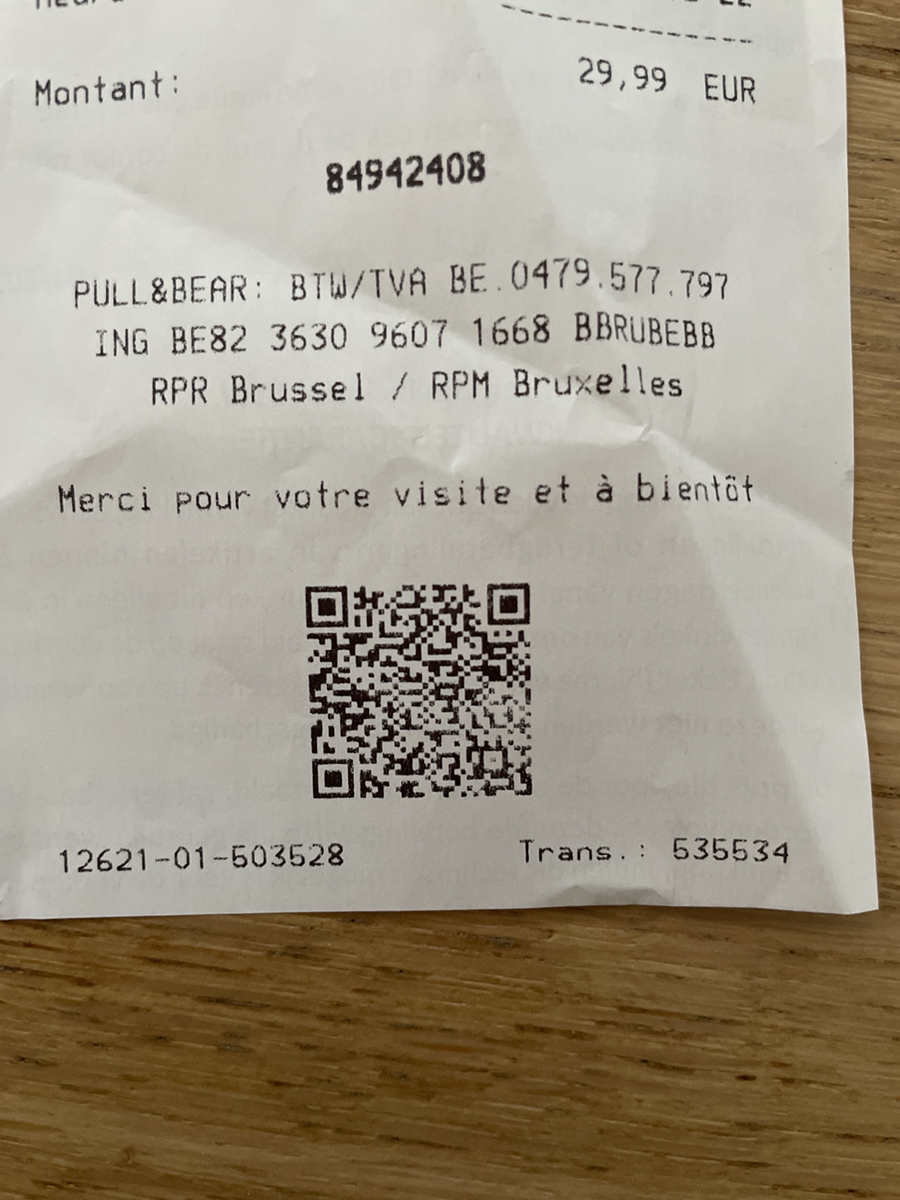 Montant: 29,99 EUR
84942408
PULL&BEAR: BTW/TVA BE.0479.577.797
ING BE82 3630 9607 1668 BBRUBEBB
RPR Brussel / RPM Bruxelles
Merci pour votre visite et à bientôt
12621-01-503528 Trans.: 535534